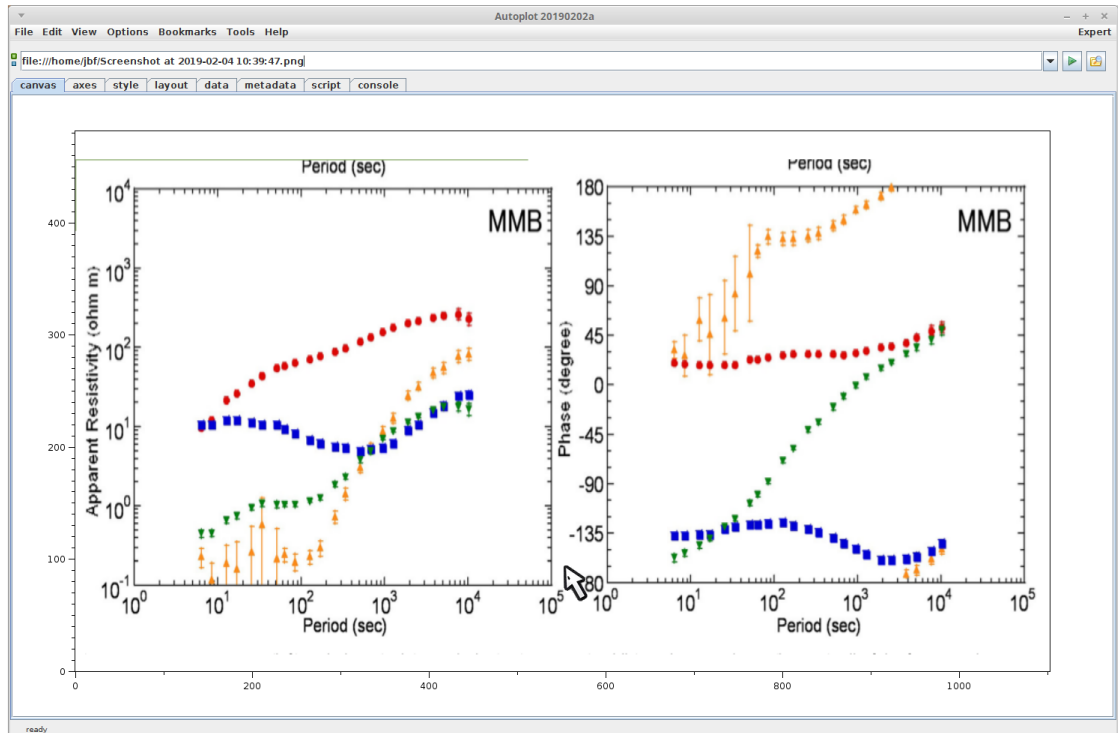 Autoplot 20190202a
File Edit View Options Bookmarks Tools Help Expert
file:///home/jbf/Screenshot at 2019-02-04 10:39:47.png
canvas axes style layout data metadata script console
Period (sec) Period (sec)
10^4 180
MMB MMB
400 135
10^3 90
300 45
10^2 0
200 10^1 -45
-90
10^0 -135
100
10^-1 80
10^0 10^1 10^2 10^3 10^4 10^5 10^0 10^1 10^2 10^3 10^4 10^5
Period (sec) Period (sec)
Apparent Resistivity (ohm m)
Phase (degree)
0
0 200 400 600 800 1000
ready